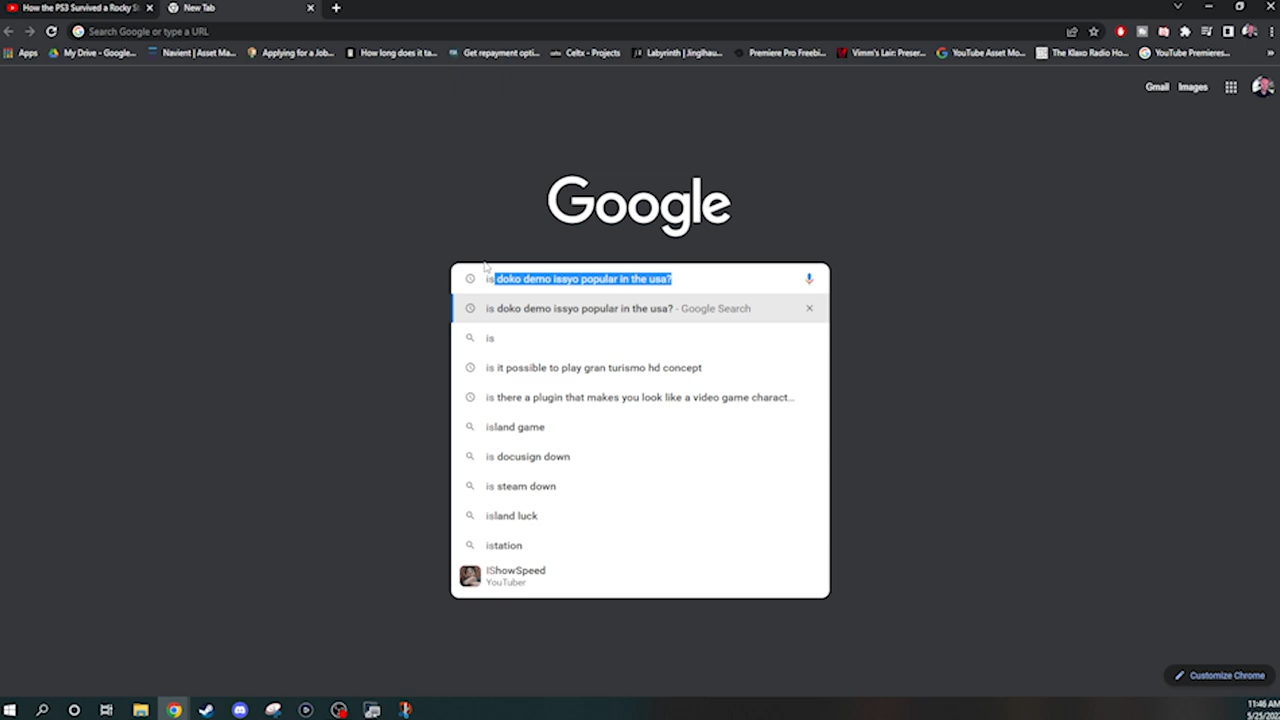 How the PS3 Survived a Rocky St
New Tab
Search Google or type a URL
Apps
My Drive - Google...
Navient | Asset Ma...
Applying for a Job...
How long does it ta...
Get repayment opti...
Celtx - Projects
Labyrinth | Jingihau...
Premiere Pro Freebi...
Vimm's Lair: Preser...
YouTube Asset Mo...
The Klaxo Radio Ho...
YouTube Premieres...
Gmail Images
Google
is doko demo issyo popular in the usa?
is doko demo issyo popular in the usa? - Google Search
is
is it possible to play gran turismo hd concept
is there a plugin that makes you look like a video game charact...
island game
is docusign down
is steam down
island luck
istation
IShowSpeed
YouTuber
Customize Chrome
11:46 AM